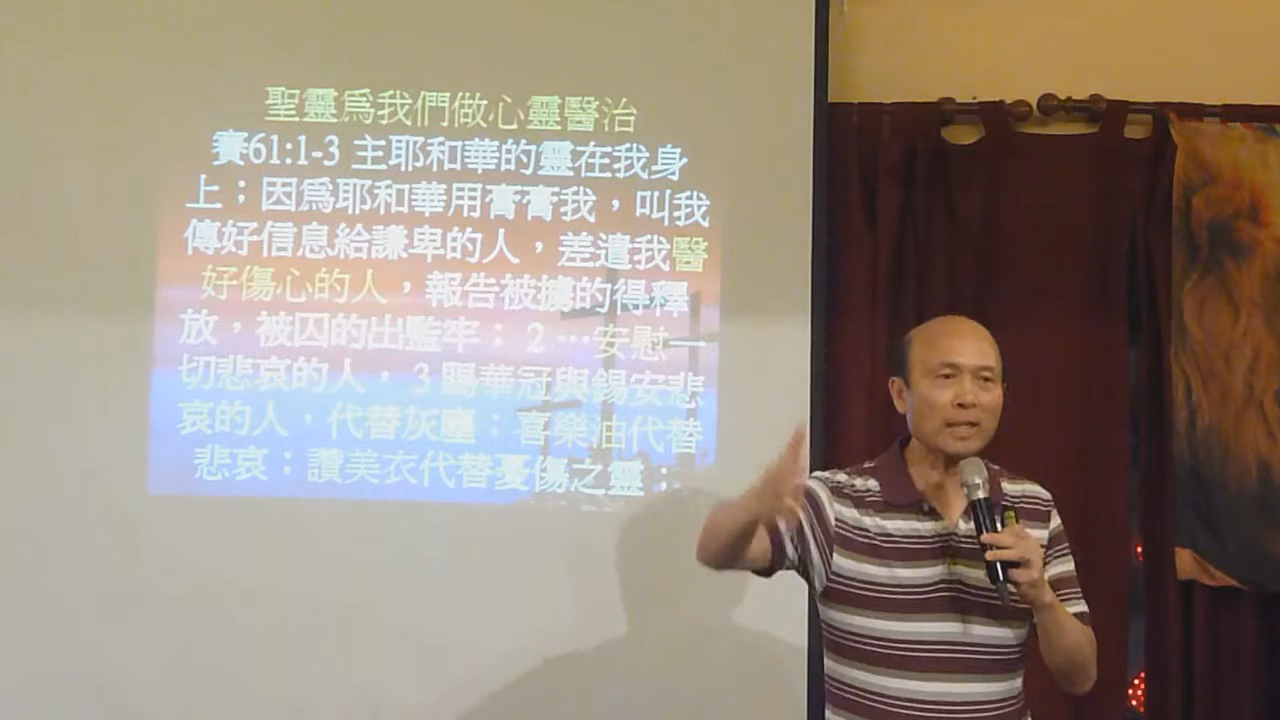 聖靈為我們做心靈醫治
賽61:1-3 主耶和華的靈在我身
上；因為耶和華用膏膏我，叫我
傳好信息給謙卑的人，差遣我醫
好傷心的人，報告被擄的得釋
放，被囚的出監牢；2 …安慰一
切悲哀的人，3 賜華冠與錫安悲
哀的人，代替灰塵；喜樂油代替
悲哀；讚美衣代替憂傷之靈；